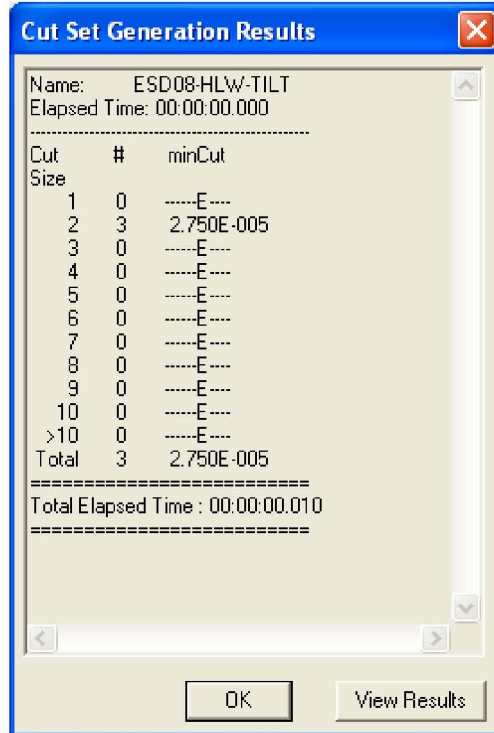 Cut Set Generation Results
Name: ESD08-HLW-TILT
Elapsed Time: 00:00:00.000
--------------------------------------------------
Cut # minCut
Size
1 0 ------E----
2 3 2.750E-005
3 0 ------E----
4 0 ------E----
5 0 ------E----
6 0 ------E----
7 0 ------E----
8 0 ------E----
9 0 ------E----
10 0 ------E----
>10 0 ------E----
Total 3 2.750E-005
==========================
Total Elapsed Time : 00:00:00.010
==========================
OK View Results